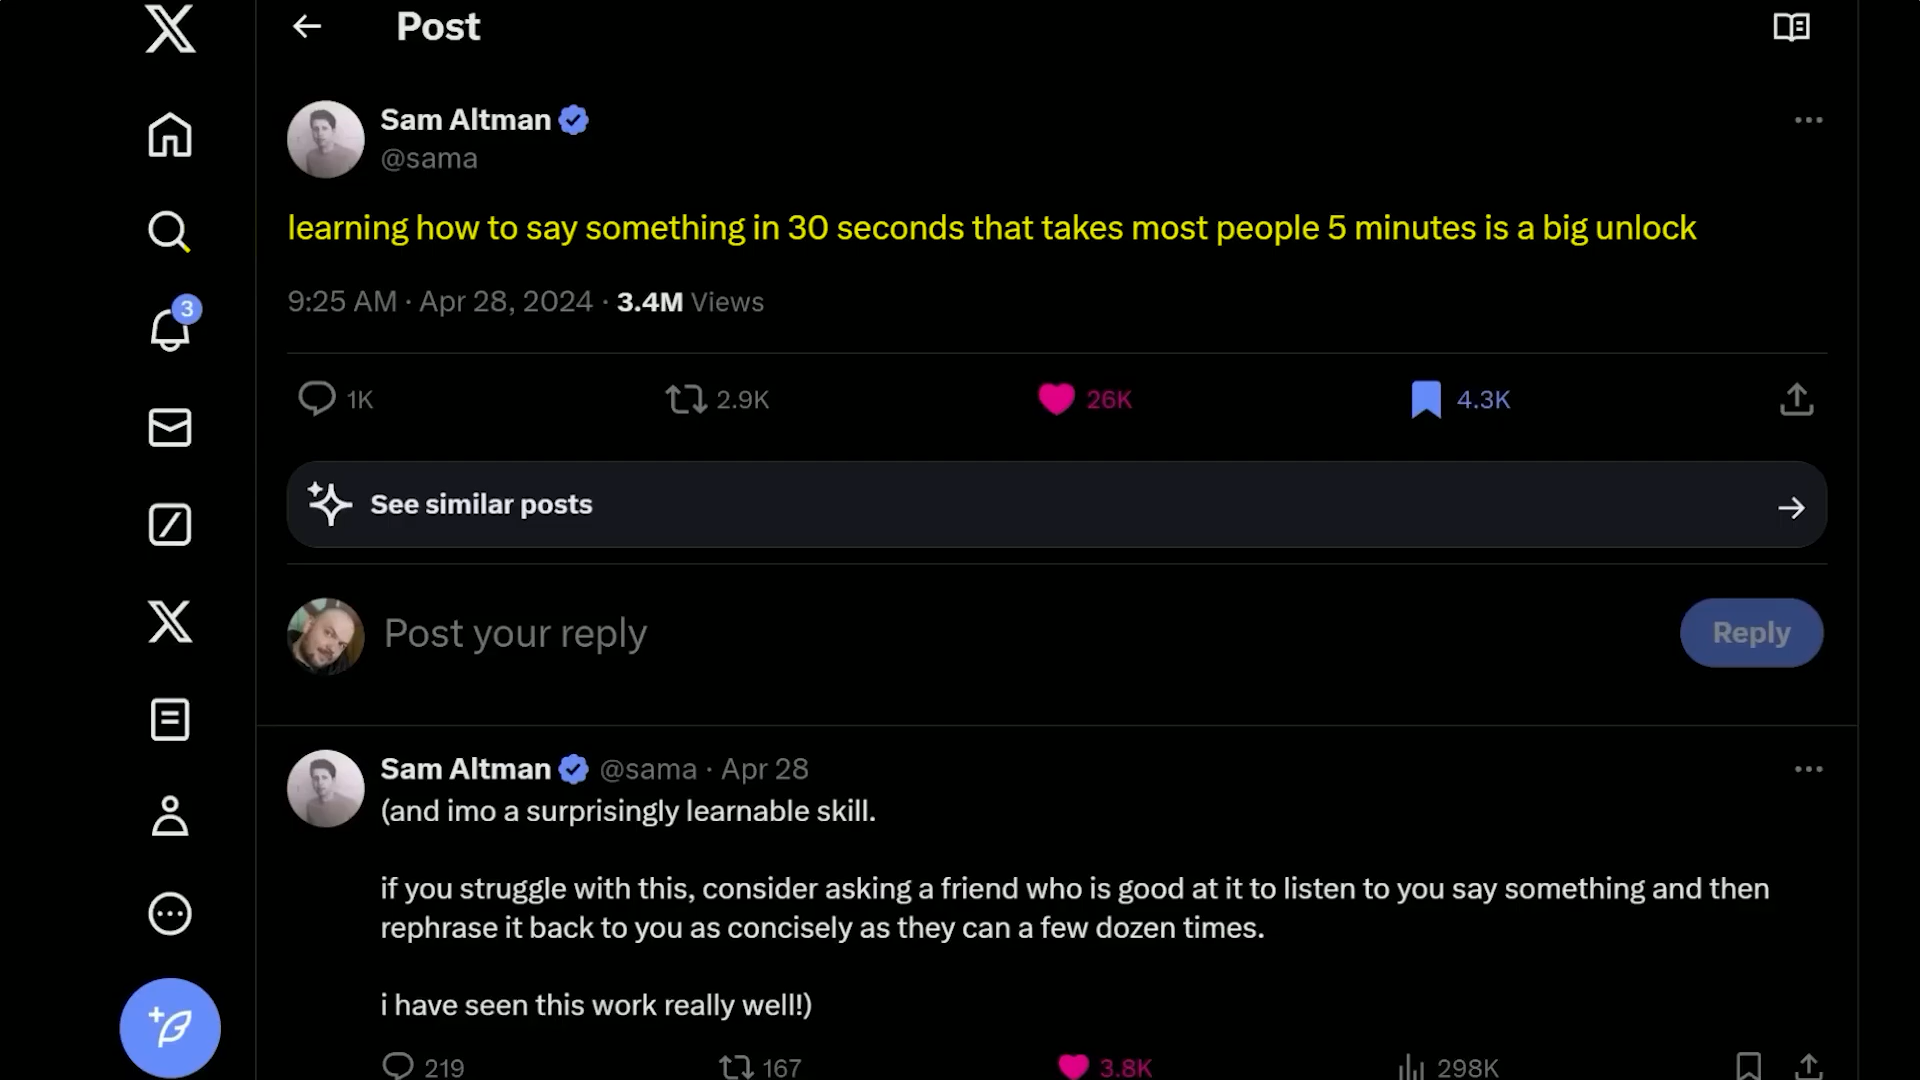 Post
Sam Altman
@sama
learning how to say something in 30 seconds that takes most people 5 minutes is a big unlock
9:25 AM · Apr 28, 2024 · 3.4M Views
3
1K 2.9K 26K 4.3K
See similar posts
Post your reply
Reply
Sam Altman @sama · Apr 28
(and imo a surprisingly learnable skill.
if you struggle with this, consider asking a friend who is good at it to listen to you say something and then
rephrase it back to you as concisely as they can a few dozen times.
i have seen this work really well!)
219 167 3.8K 298K